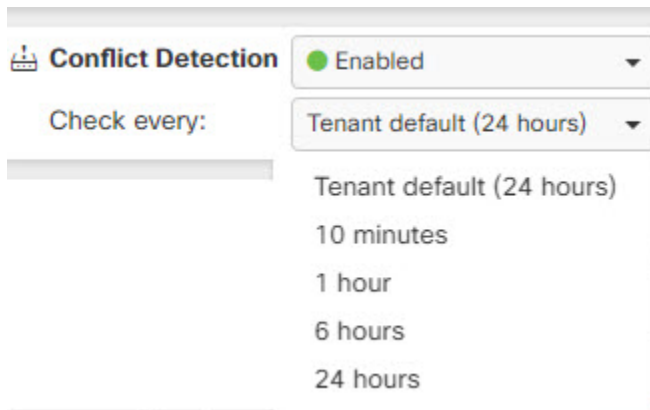 Conflict Detection Enabled
Check every: Tenant default (24 hours)
Tenant default (24 hours)
10 minutes
1 hour
6 hours
24 hours